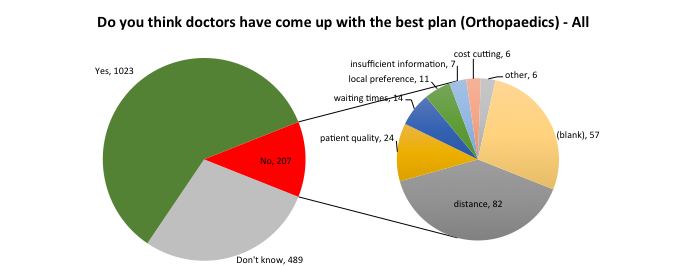 Do you think doctors have come up with the best plan (Orthopaedics) - All
cost cutting, 6
insufficient information, 7
Yes, 1023
other, 6
local preference, 11
waiting times, 14
(blank), 57
patient quality, 24
No, 207
distance, 82
Don't know, 489